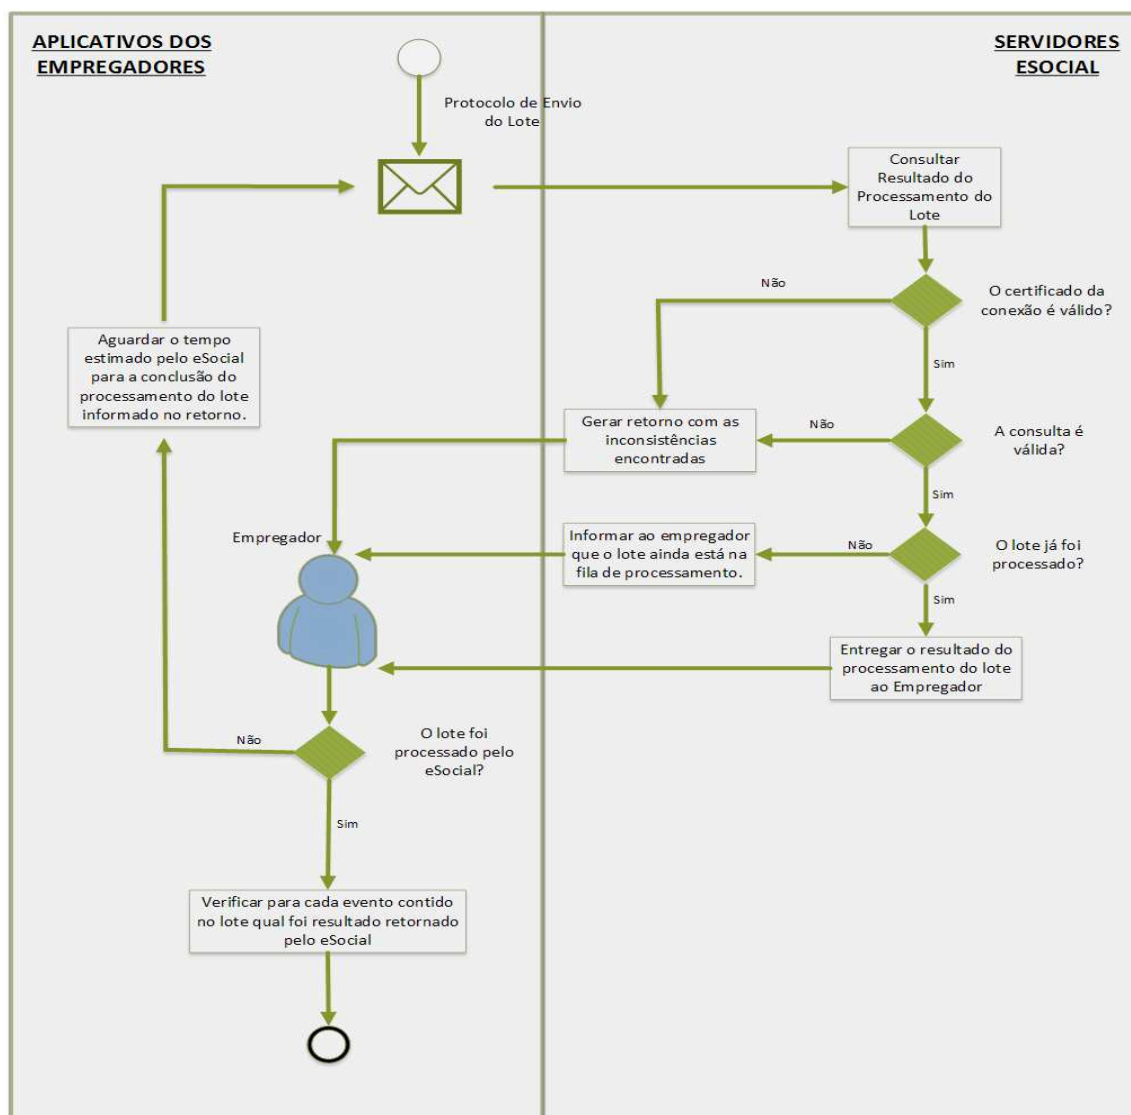 APLICATIVOS DOS
EMPREGADORES
SERVIDORES
ESOCIAL
Protocolo de Envio
do Lote
Consultar
Resultado do
Processamento do
Lote
Não
O certificado da
conexão é válido?
Sim
Aguardar o tempo
estimado pelo eSocial
para a conclusão do
processamento do lote
informado no retorno.
Gerar retorno com as
inconsistências
encontradas
Não
A consulta é
válida?
Sim
Empregador
Informar ao empregador
que o lote ainda está na
fila de processamento.
Não
O lote já foi
processado?
Sim
Entregar o resultado do
processamento do lote
ao Empregador
Não
O lote foi
processado pelo
eSocial?
Sim
Verificar para cada evento contido
no lote qual foi resultado retornado
pelo eSocial